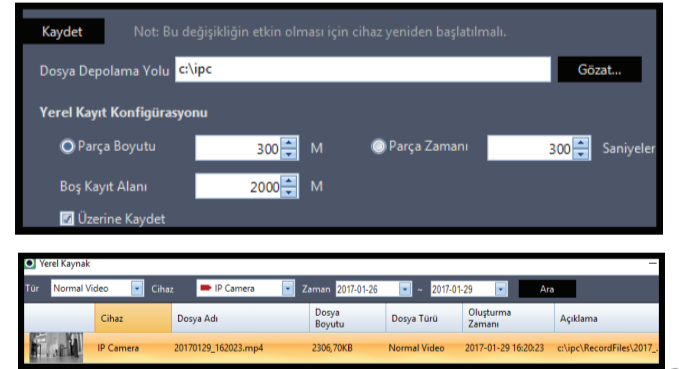 Kaydet Not: Bu değişikliğin etkin olması için cihaz yeniden başlatılmalı.
Dosya Depolama Yolu c:\ipc Gözat...
Yerel Kayıt Konfigürasyonu
Parça Boyutu 300 M Parça Zamanı 300 Saniyeler
Boş Kayıt Alanı 2000 M
Üzerine Kaydet
Yerel Kaynak
Tür Normal Video Cihaz IP Camera Zaman 2017-01-26 ~ 2017-01-29 Ara
Cihaz Dosya Adı Dosya Boyutu Dosya Türü Oluşturma Zamanı Açıklama
IP Camera 20170129_162023.mp4 2306,70KB Normal Video 2017-01-29 16:20:23 c:\ipc\RecordFiles\2017_...